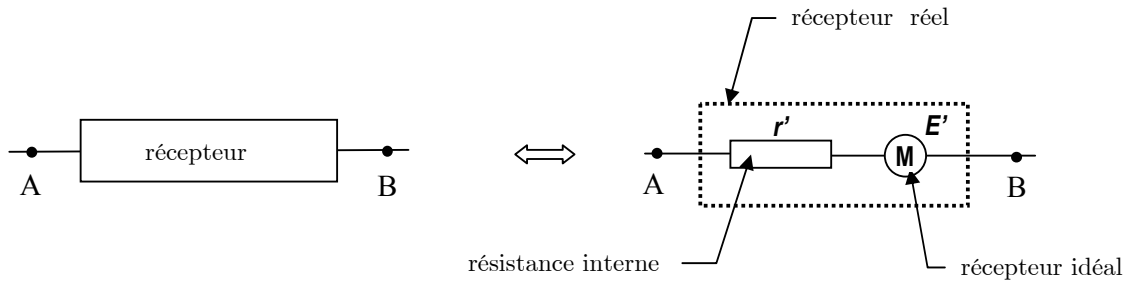 récepteur réel
récepteur
r’
E’
M
A
B
A
B
résistance interne
récepteur idéal